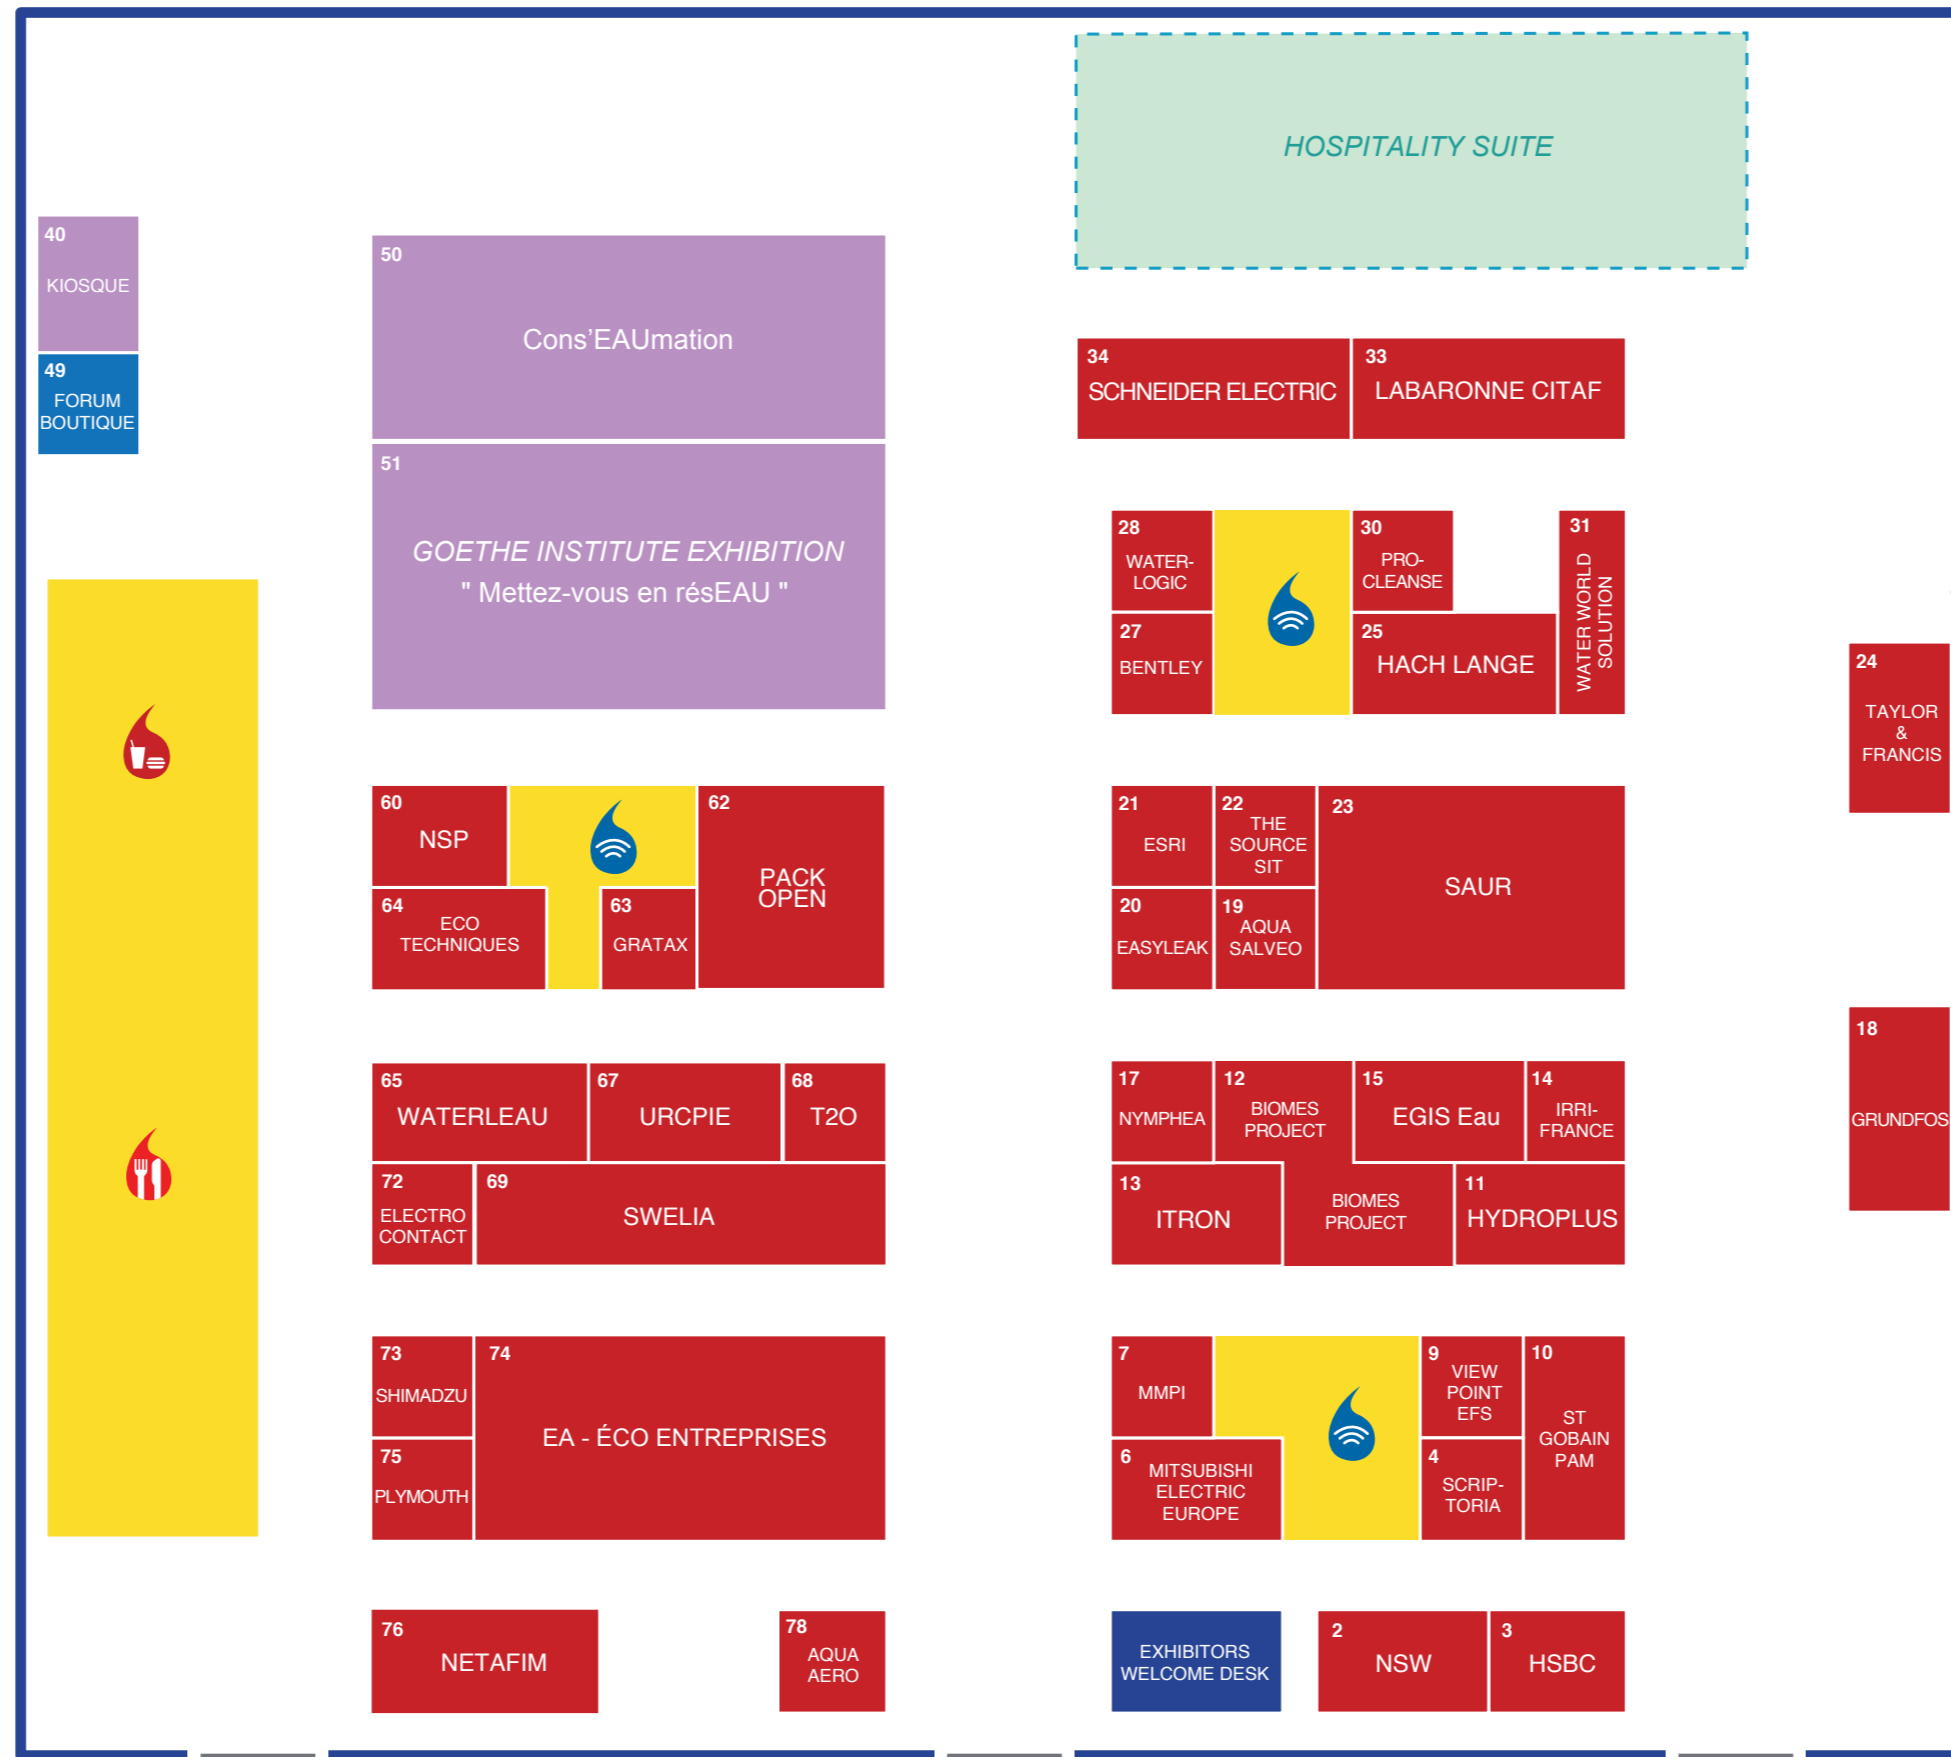 HOSPITALITY SUITE
40
KIOSQUE
49
FORUM
BOUTIQUE
50
Cons'EAUmation
51
GOETHE INSTITUTE EXHIBITION
" Mettez-vous en résEAU "
34
SCHNEIDER ELECTRIC
33
LABARONNE CITAF
28
WATER-
LOGIC
30
PRO-
CLEANSE
31
WATER WORLD
SOLUTION
27
BENTLEY
25
HACH LANGE
24
TAYLOR
&
FRANCIS
60
NSP
62
PACK
OPEN
64
ECO
TECHNIQUES
63
GRATAX
21
ESRI
22
THE
SOURCE
SIT
23
SAUR
20
EASYLEAK
19
AQUA
SALVEO
18
GRUNDFOS
65
WATERLEAU
67
URCPIE
68
T2O
72
ELECTRO
CONTACT
69
SWELIA
17
NYMPHEA
12
BIOMES
PROJECT
15
EGIS Eau
14
IRRI-
FRANCE
13
ITRON
BIOMES
PROJECT
11
HYDROPLUS
73
SHIMADZU
74
EA - ÉCO ENTREPRISES
75
PLYMOUTH
7
MMPI
9
VIEW
POINT
EFS
10
ST
GOBAIN
PAM
6
MITSUBISHI
ELECTRIC
EUROPE
4
SCRIP-
TORIA
76
NETAFIM
78
AQUA
AERO
EXHIBITORS
WELCOME DESK
2
NSW
3
HSBC